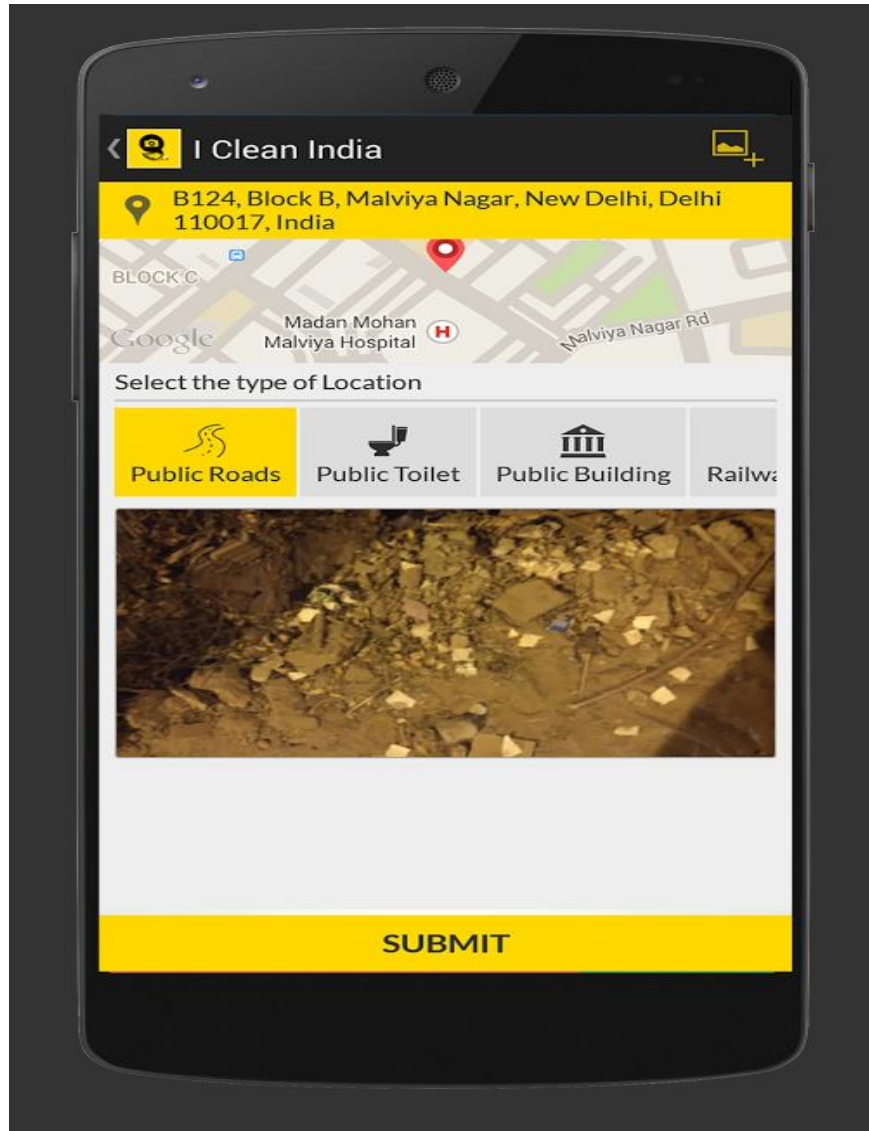 I Clean India
B124, Block B, Malviya Nagar, New Delhi, Delhi
110017, India
BLOCK C
Madan Mohan
Malviya Hospital
H
Malviya Nagar Rd
Google
Select the type of Location
Public Roads
Public Toilet
Public Building
Railwa
SUBMIT